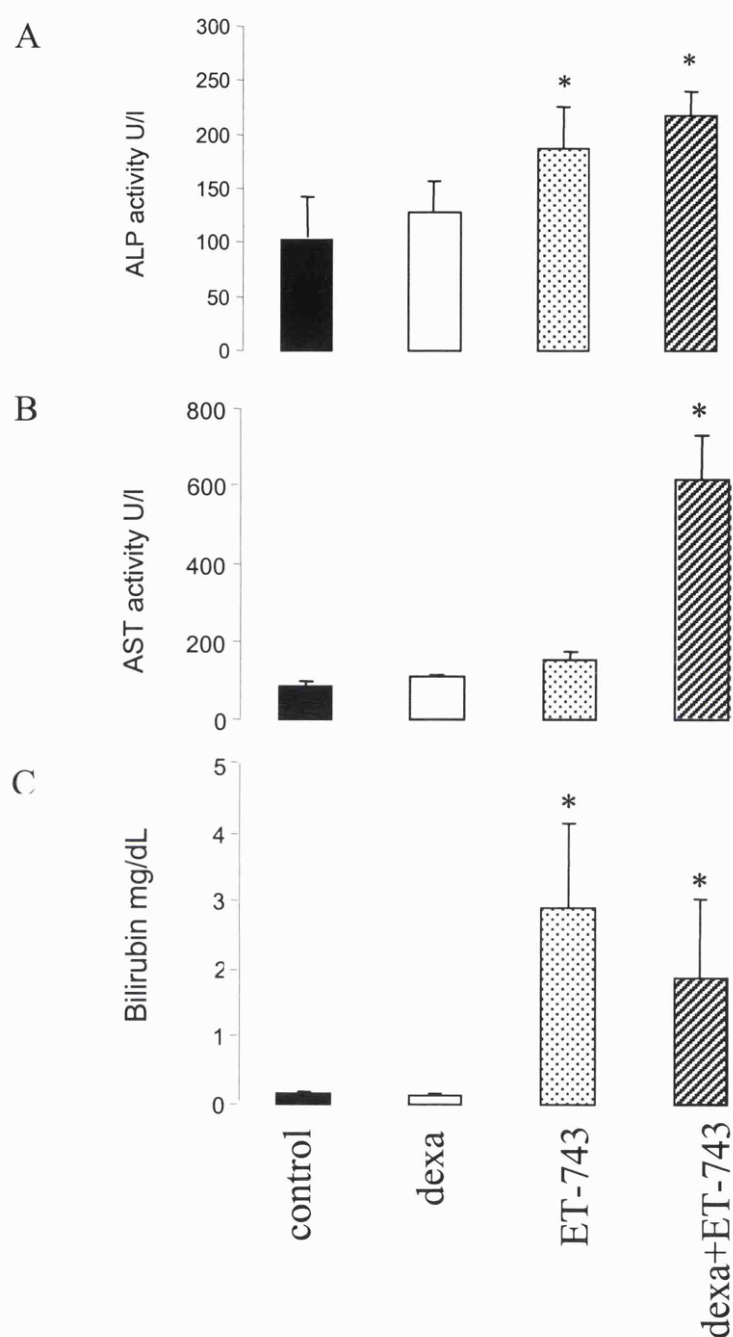 A
ALP activity U/l
300
250
200
150
100
50
0
*
*
B
AST activity U/l
800
600
400
200
0
*
C
Bilirubin mg/dL
5
4
3
2
1
0
*
*
control
dexa
ET-743
dexa+ET-743